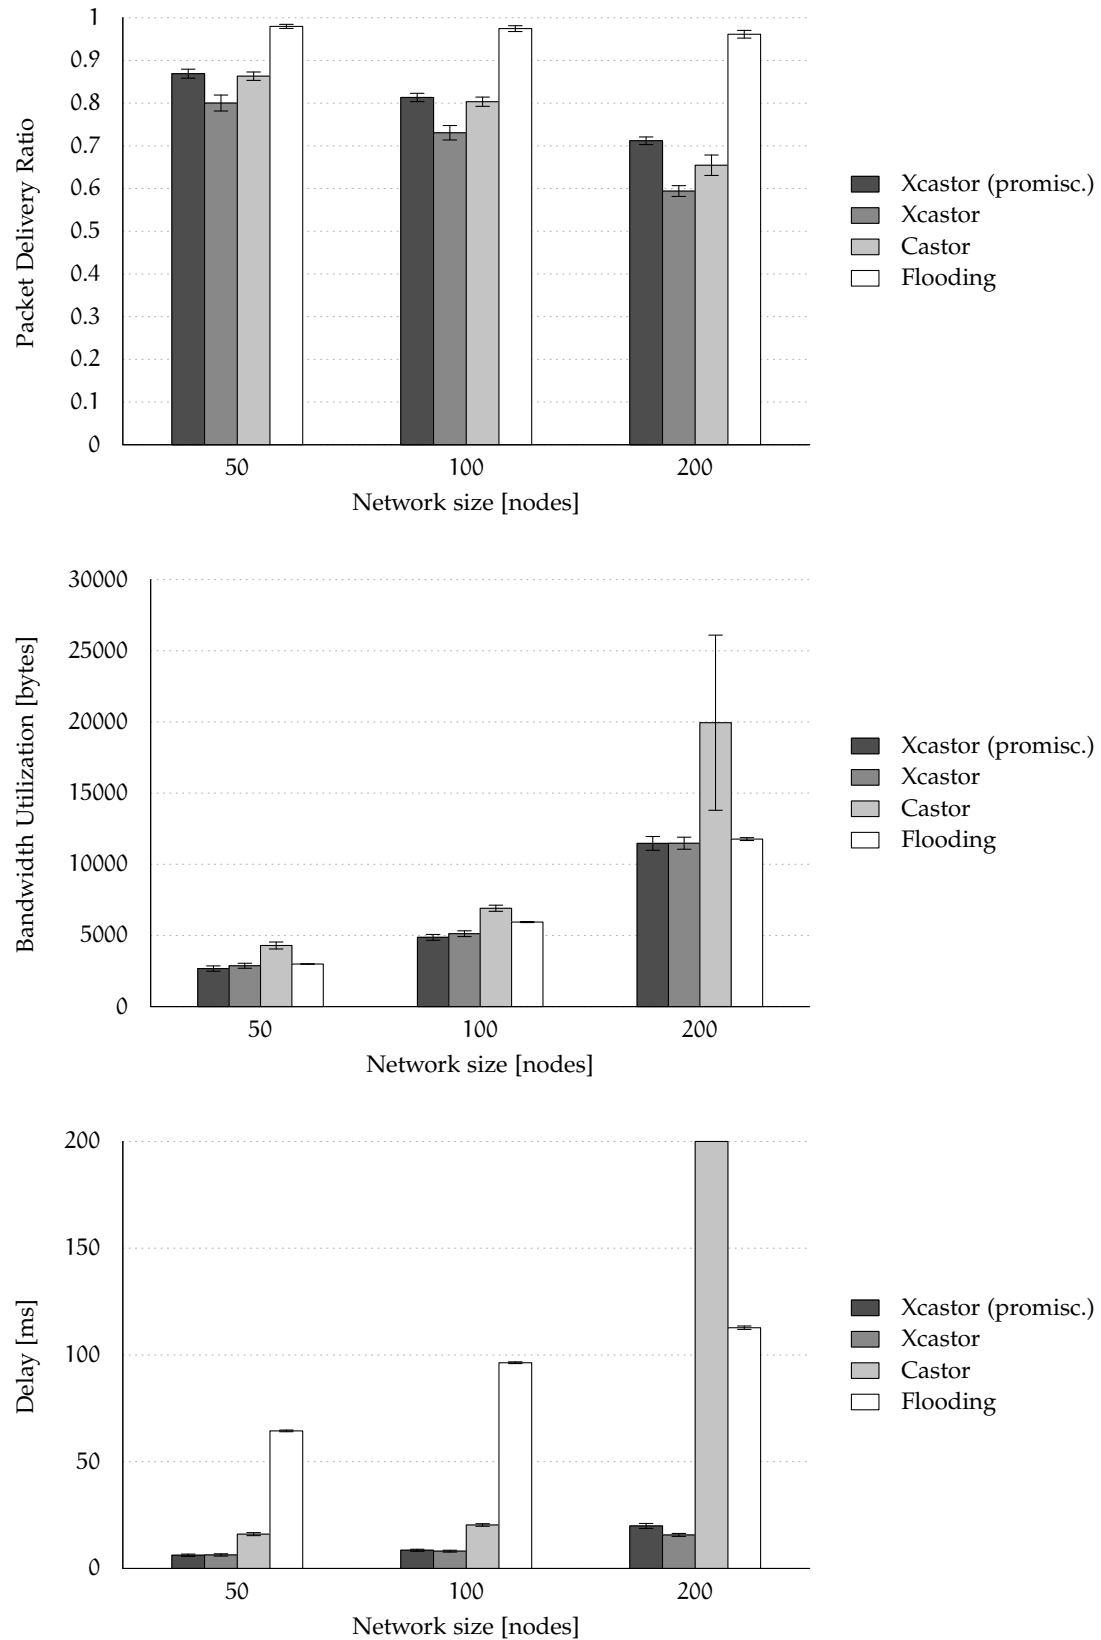 1
0.9
0.8
0.7
0.6
0.5
0.4
0.3
0.2
0.1
0
Packet Delivery Ratio
50 100 200
Network size [nodes]
Xcastor (promisc.)
Xcastor
Castor
Flooding
30000
25000
20000
15000
10000
5000
0
Bandwidth Utilization [bytes]
50 100 200
Network size [nodes]
Xcastor (promisc.)
Xcastor
Castor
Flooding
200
150
100
50
0
Delay [ms]
50 100 200
Network size [nodes]
Xcastor (promisc.)
Xcastor
Castor
Flooding